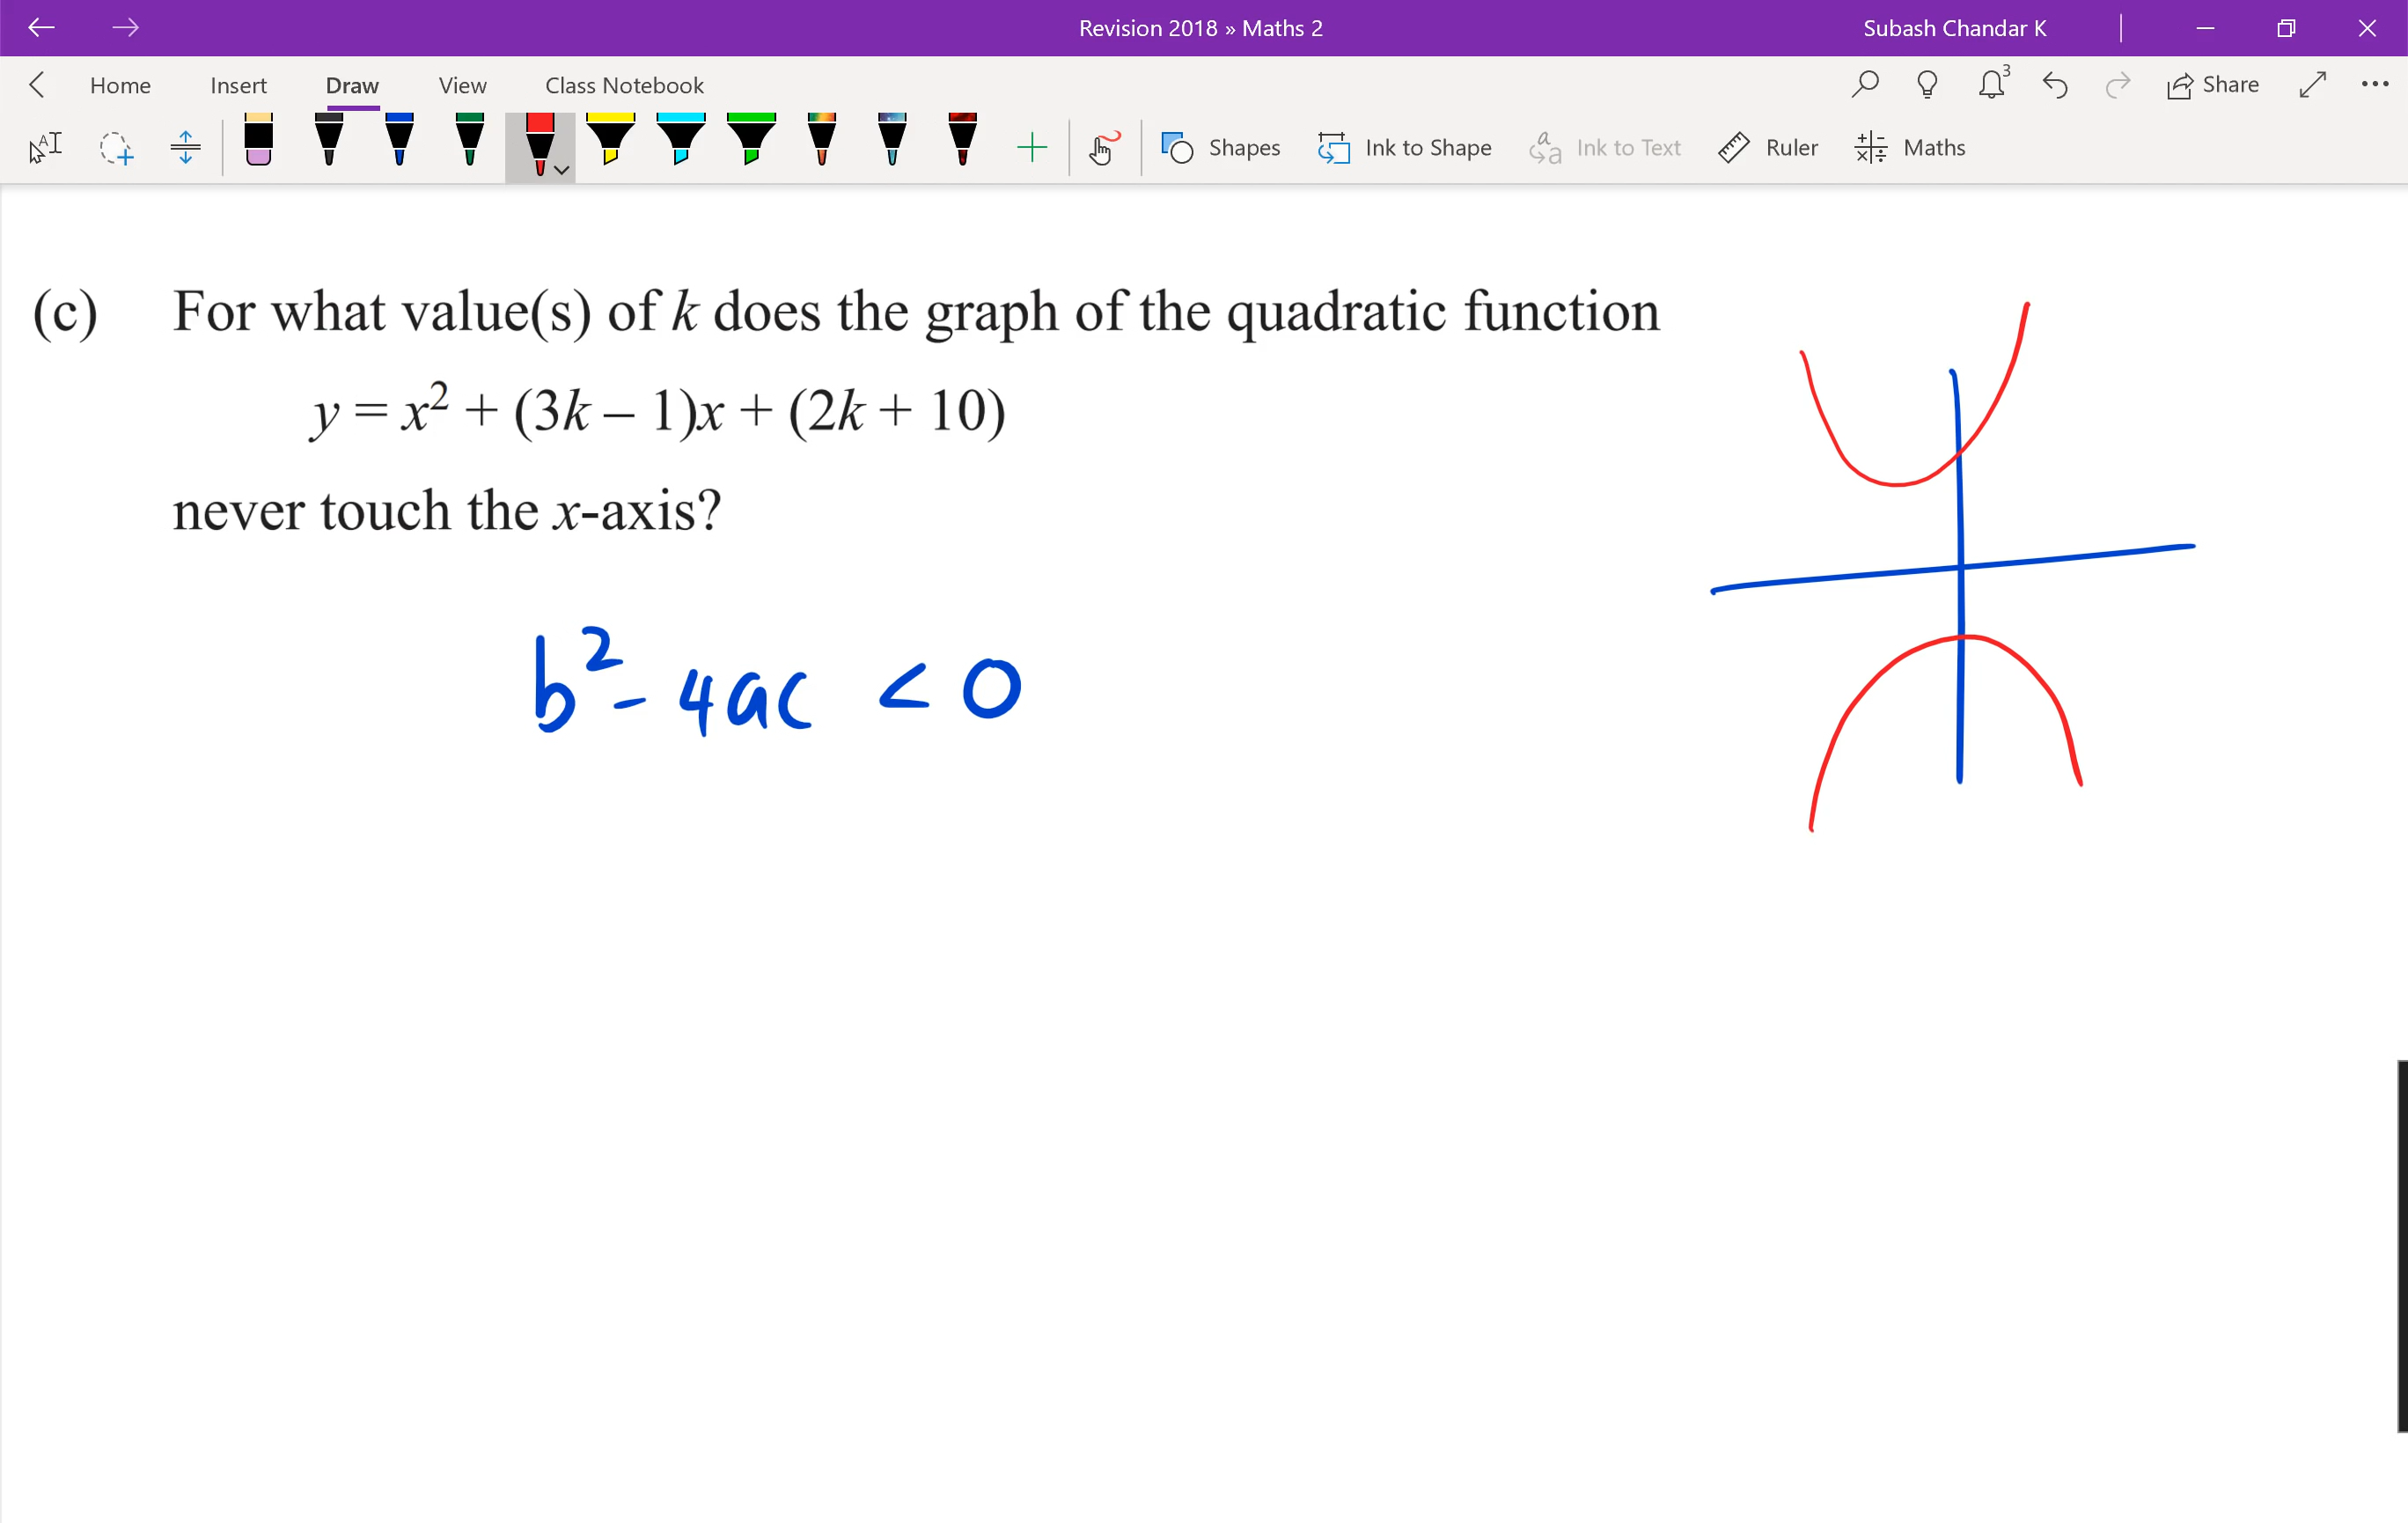 Revision 2018 » Maths 2
Subash Chandar K
Home Insert Draw View Class Notebook
3
Share
Shapes Ink to Shape Ink to Text Ruler Maths
(c) For what value(s) of k does the graph of the quadratic function
y = x² + (3k – 1)x + (2k + 10)
never touch the x-axis?
b² - 4ac < 0